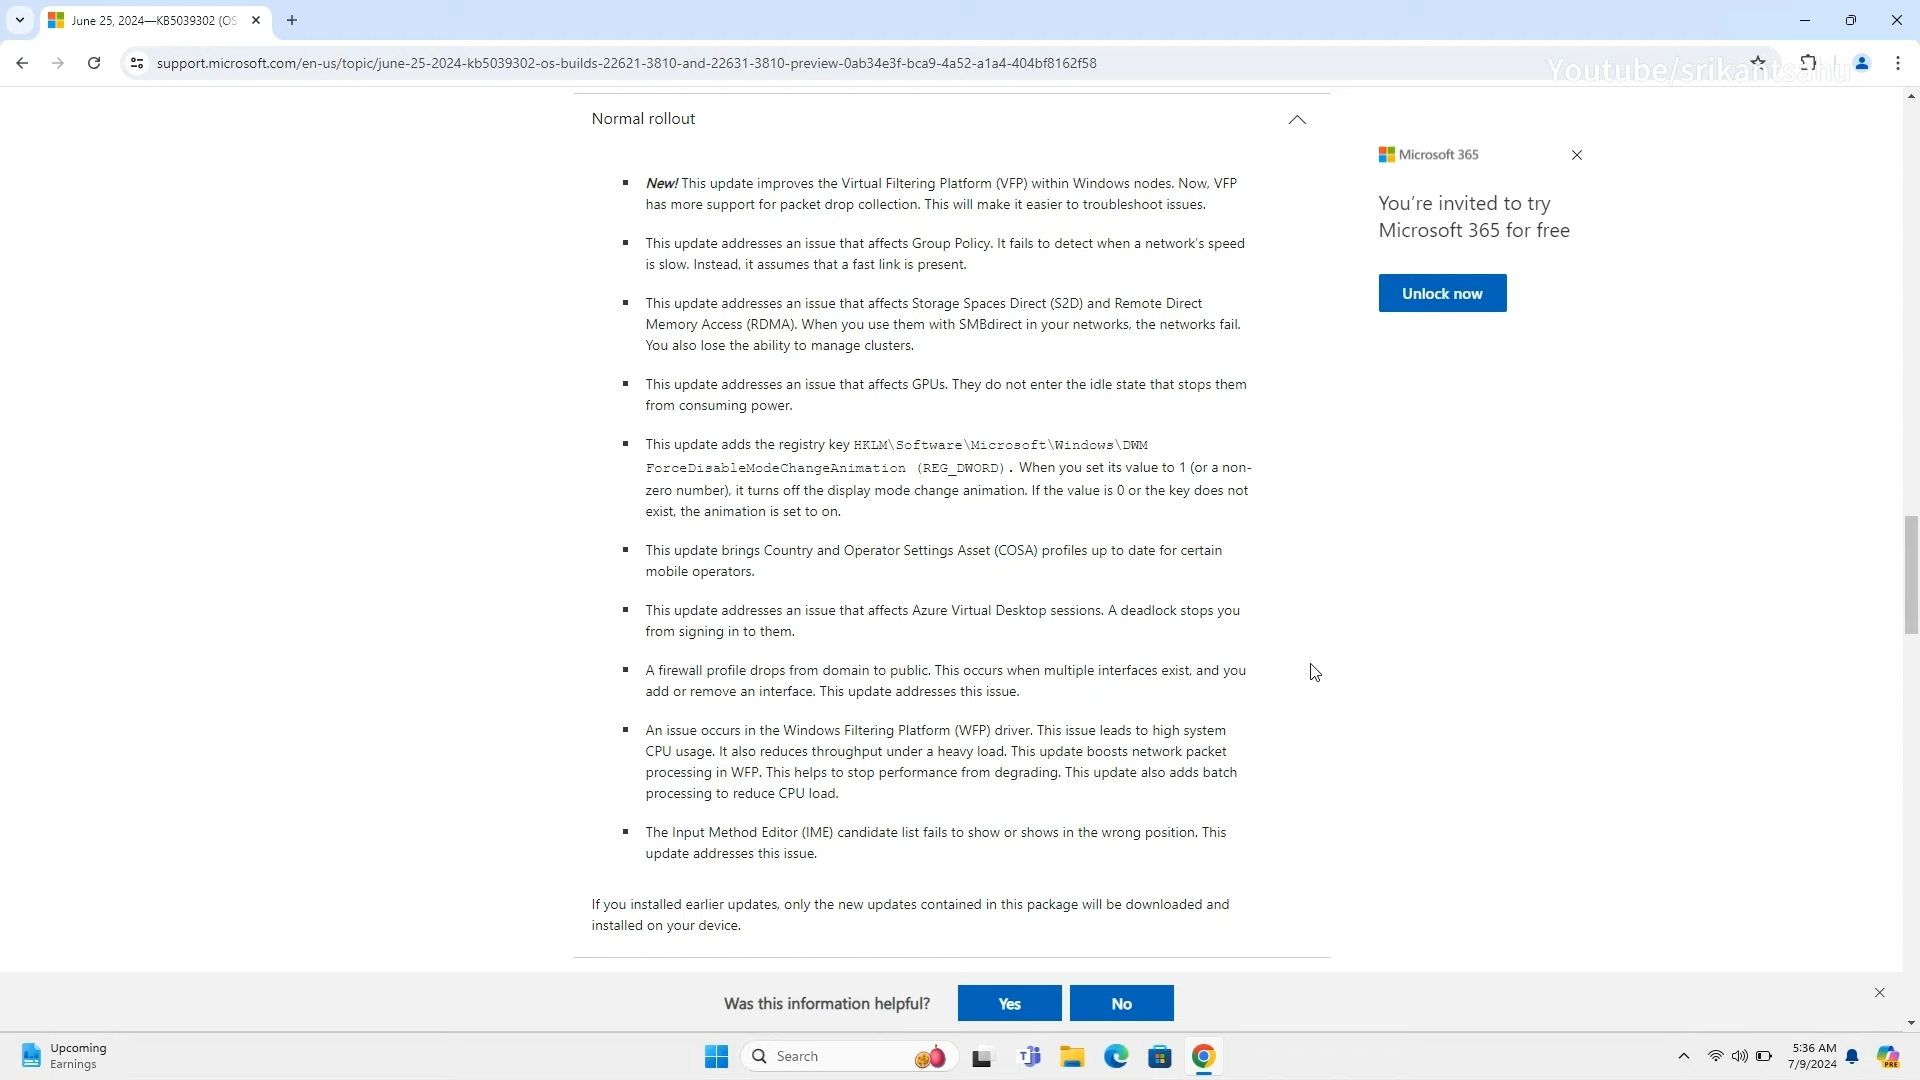 June 25, 2024—KB5039302 (OS
support.microsoft.com/en-us/topic/june-25-2024-kb5039302-os-builds-22621-3810-and-22631-3810-preview-0ab34e3f-bca9-4a52-a1a4-404bf8162f58
Youtube/srikantsahu
Normal rollout
New! This update improves the Virtual Filtering Platform (VFP) within Windows nodes. Now, VFP
has more support for packet drop collection. This will make it easier to troubleshoot issues.
This update addresses an issue that affects Group Policy. It fails to detect when a network's speed
is slow. Instead, it assumes that a fast link is present.
This update addresses an issue that affects Storage Spaces Direct (S2D) and Remote Direct
Memory Access (RDMA). When you use them with SMBdirect in your networks, the networks fail.
You also lose the ability to manage clusters.
This update addresses an issue that affects GPUs. They do not enter the idle state that stops them
from consuming power.
This update adds the registry key HKLM\Software\Microsoft\Windows\DWM
ForceDisableModeChangeAnimation (REG_DWORD). When you set its value to 1 (or a non-
zero number), it turns off the display mode change animation. If the value is 0 or the key does not
exist, the animation is set to on.
This update brings Country and Operator Settings Asset (COSA) profiles up to date for certain
mobile operators.
This update addresses an issue that affects Azure Virtual Desktop sessions. A deadlock stops you
from signing in to them.
A firewall profile drops from domain to public. This occurs when multiple interfaces exist, and you
add or remove an interface. This update addresses this issue.
An issue occurs in the Windows Filtering Platform (WFP) driver. This issue leads to high system
CPU usage. It also reduces throughput under a heavy load. This update boosts network packet
processing in WFP. This helps to stop performance from degrading. This update also adds batch
processing to reduce CPU load.
The Input Method Editor (IME) candidate list fails to show or shows in the wrong position. This
update addresses this issue.
If you installed earlier updates, only the new updates contained in this package will be downloaded and
installed on your device.
Microsoft 365
You're invited to try
Microsoft 365 for free
Unlock now
Was this information helpful?
Yes
No
Upcoming
Earnings
Search
5:36 AM
7/9/2024
PRE